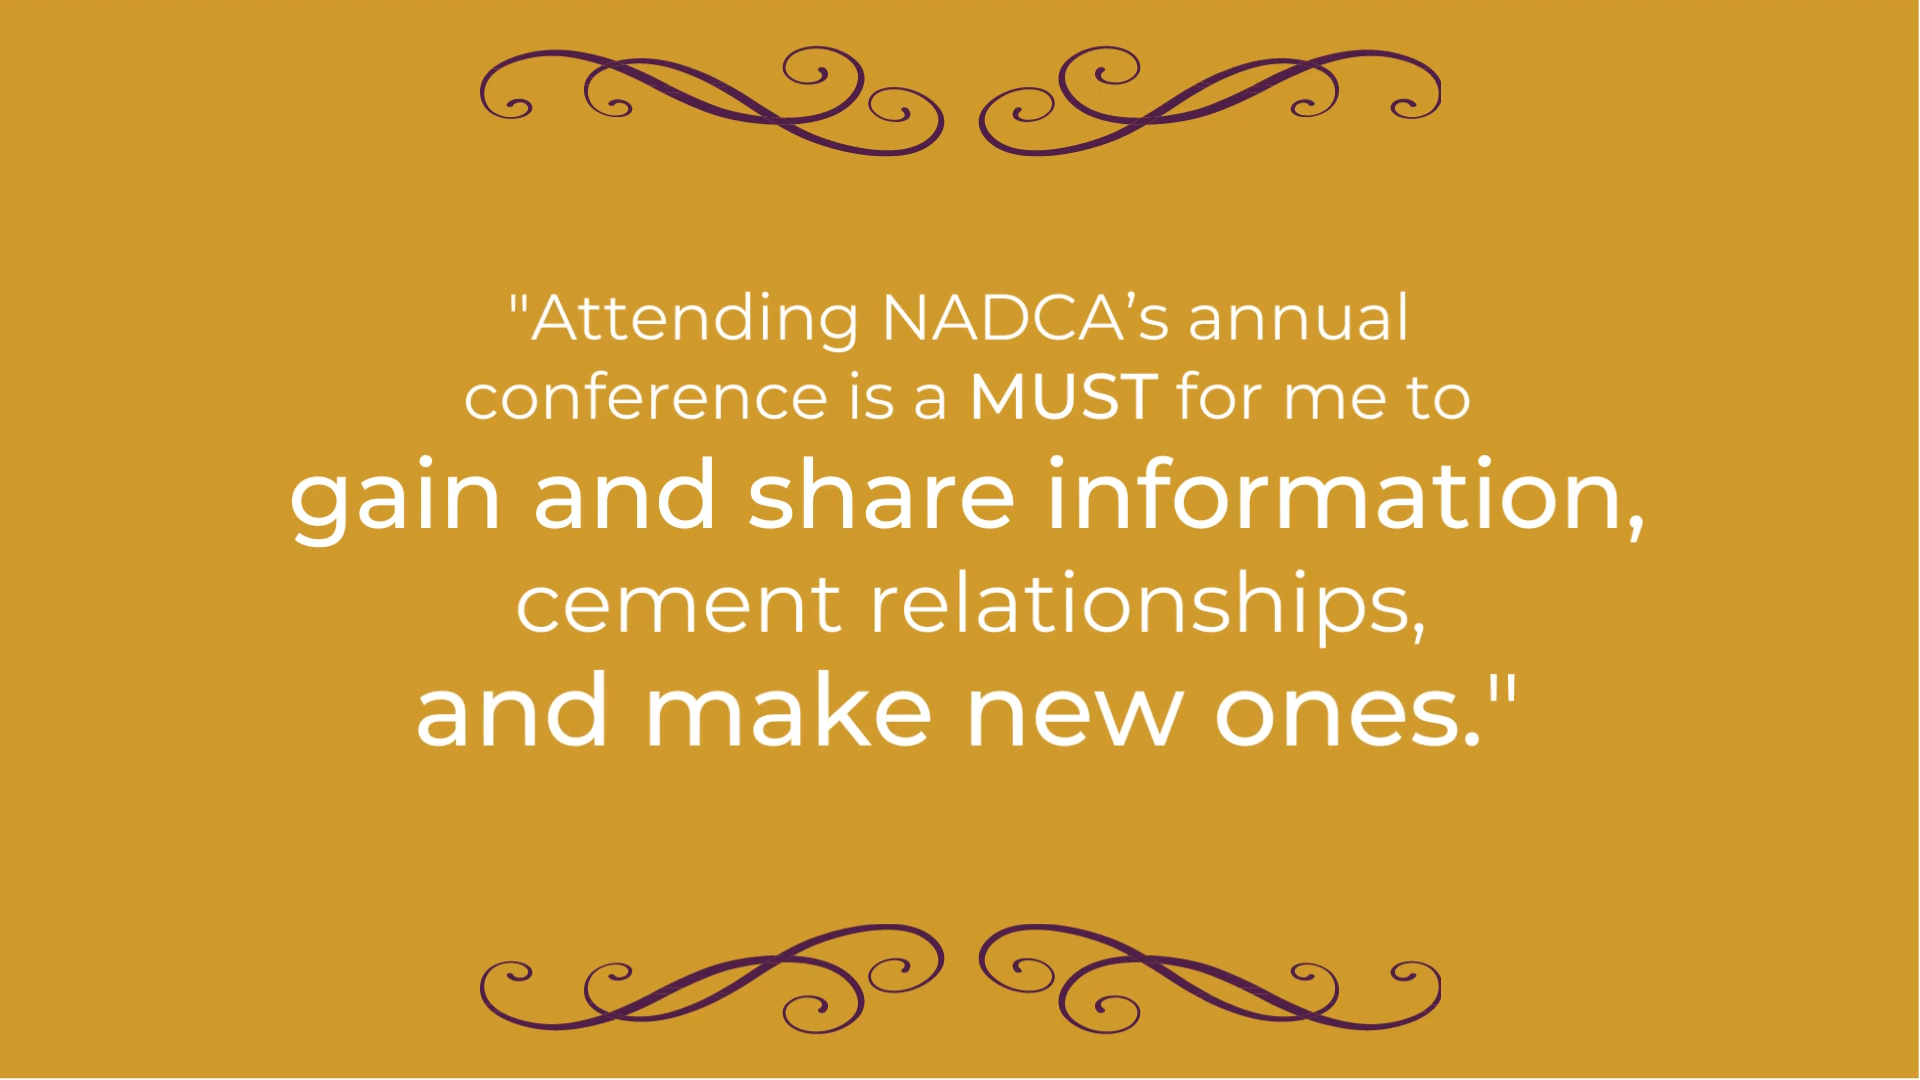 "Attending NADCA’s annual
conference is a MUST for me to
gain and share information,
cement relationships,
and make new ones."